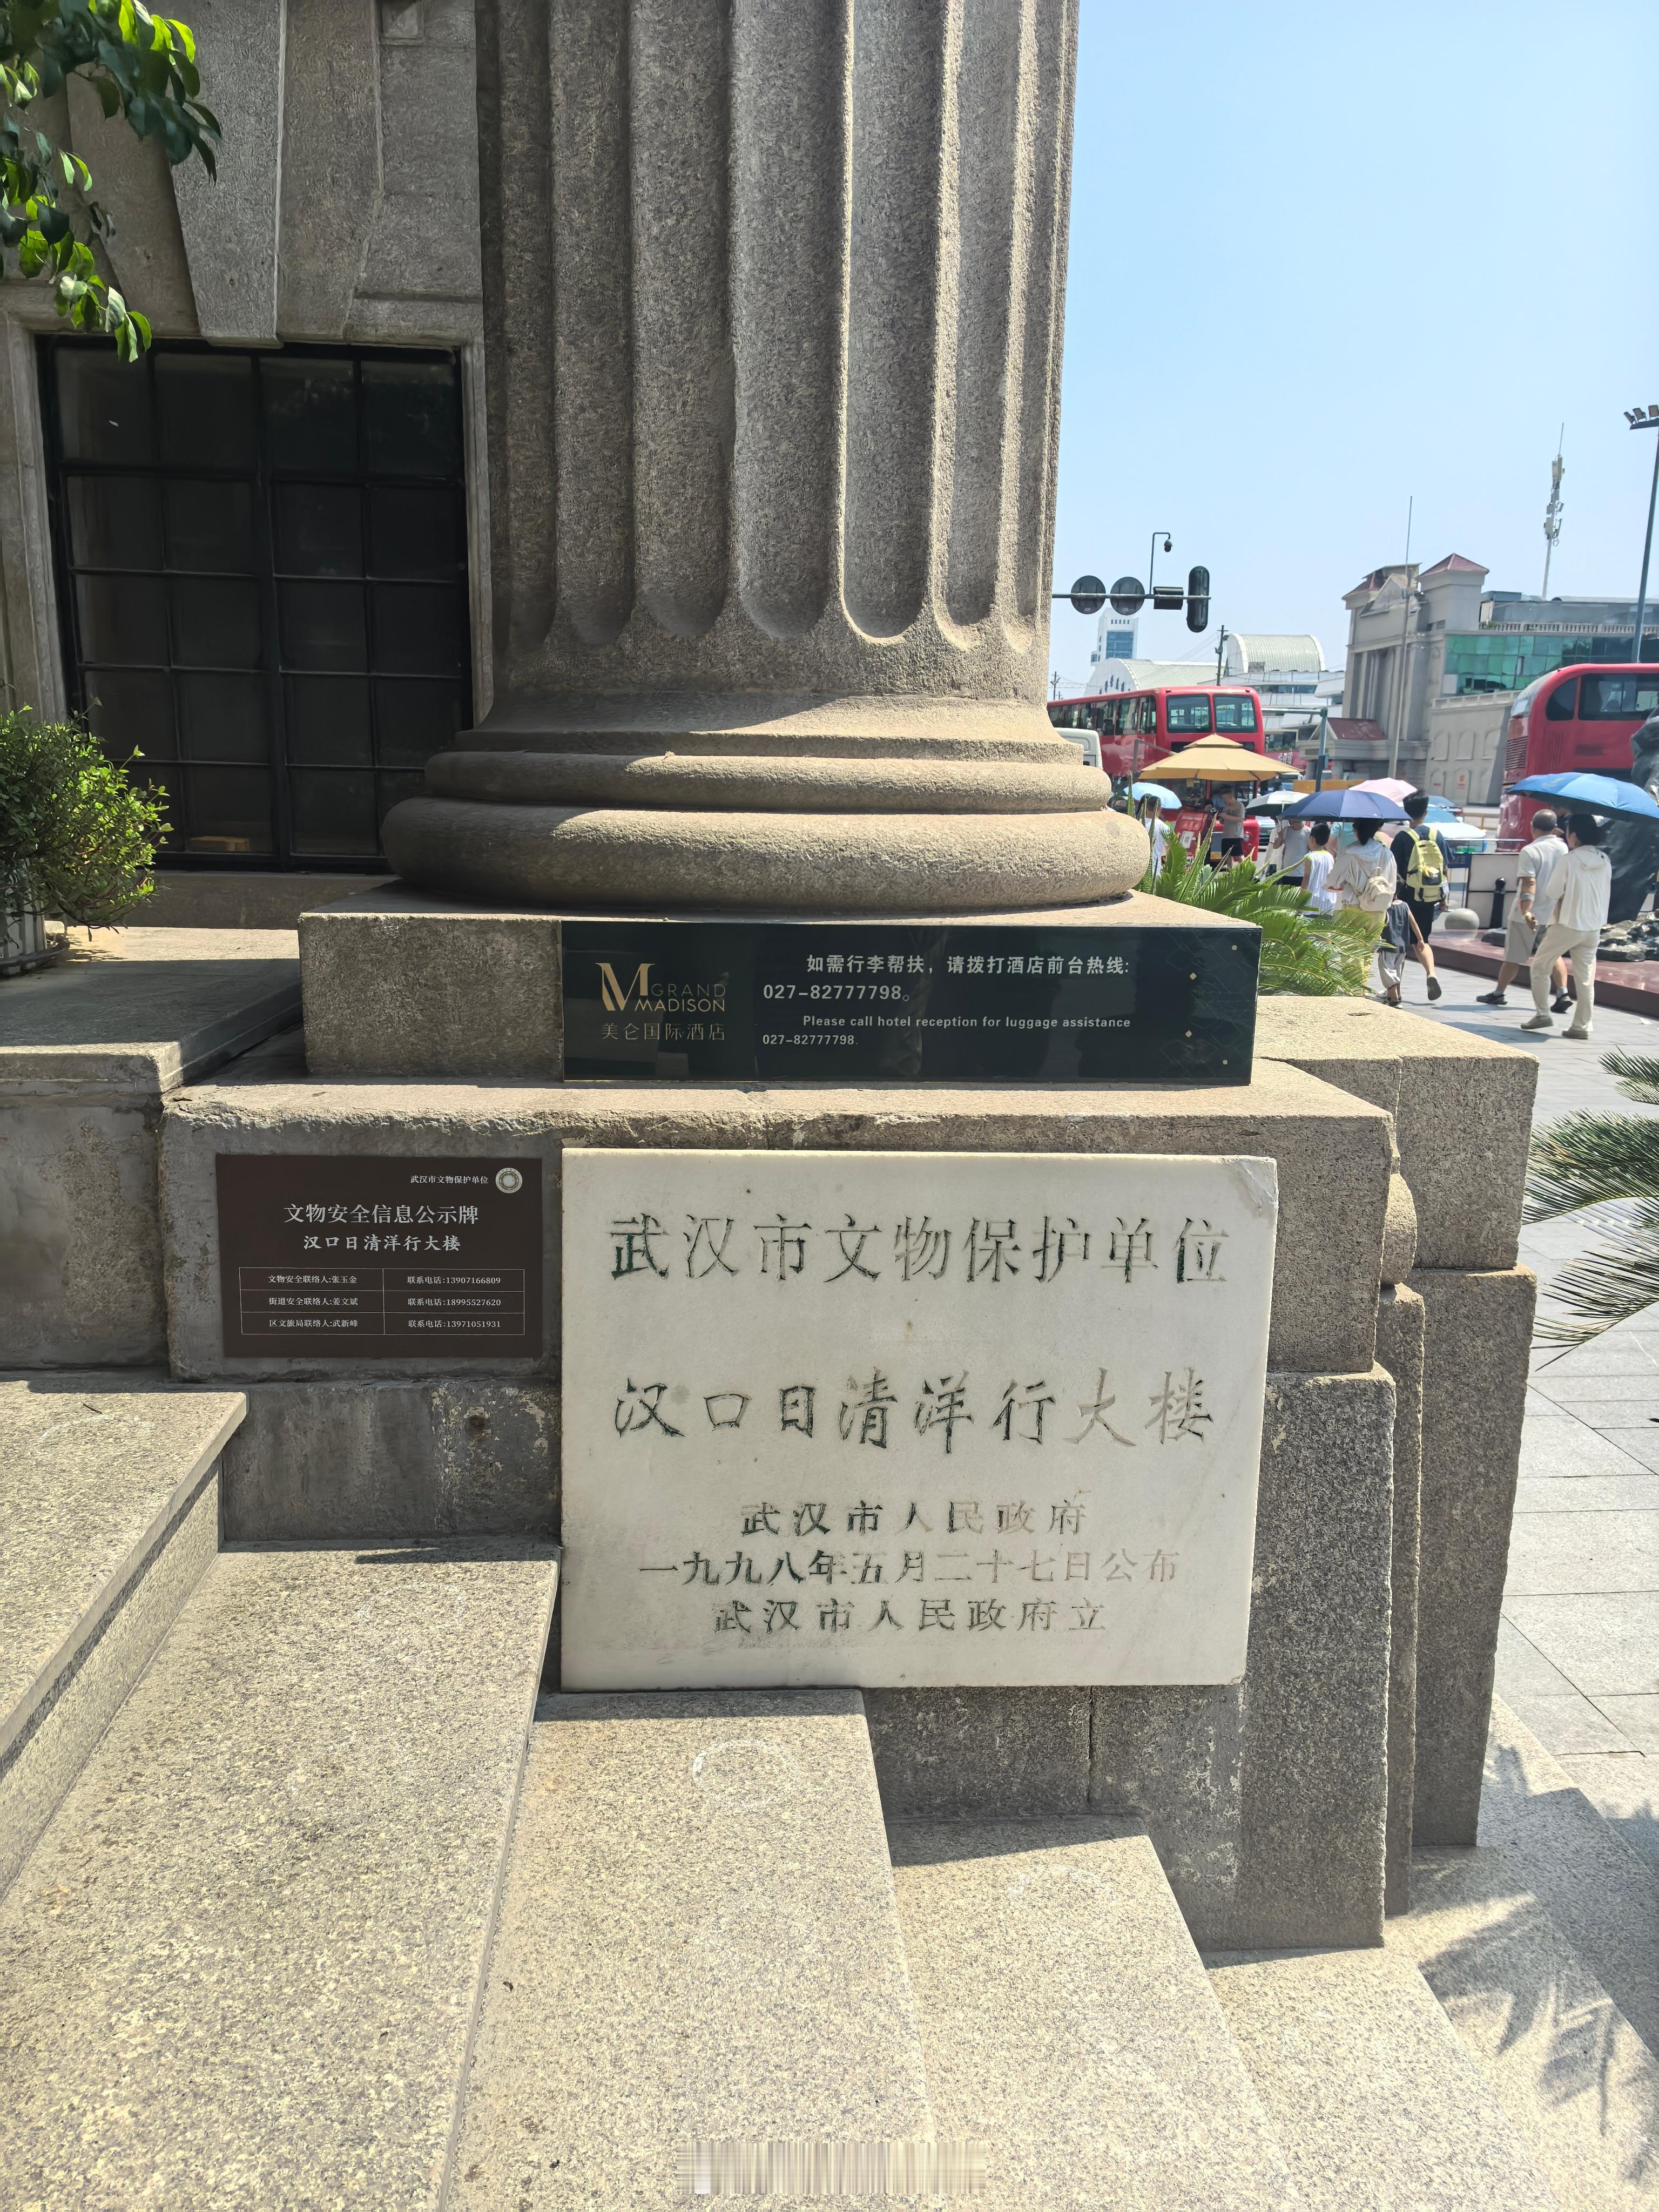 M GRAND
MADISON
美仑国际酒店
如需行李帮扶，请拨打酒店前台热线：
027-82777798。
Please call hotel reception for luggage assistance
027-82777798.
武汉市文物保护单位
文物安全信息公示牌
汉口日清洋行大楼
文物安全联络人:张玉金 联系电话:13907166809
街道安全联络人:姜文斌 联系电话:18995527620
区文旅局联络人:武新峰 联系电话:13971051931
武汉市文物保护单位
汉口日清洋行大楼
武汉市人民政府
一九九八年五月二十七日公布
武汉市人民政府立